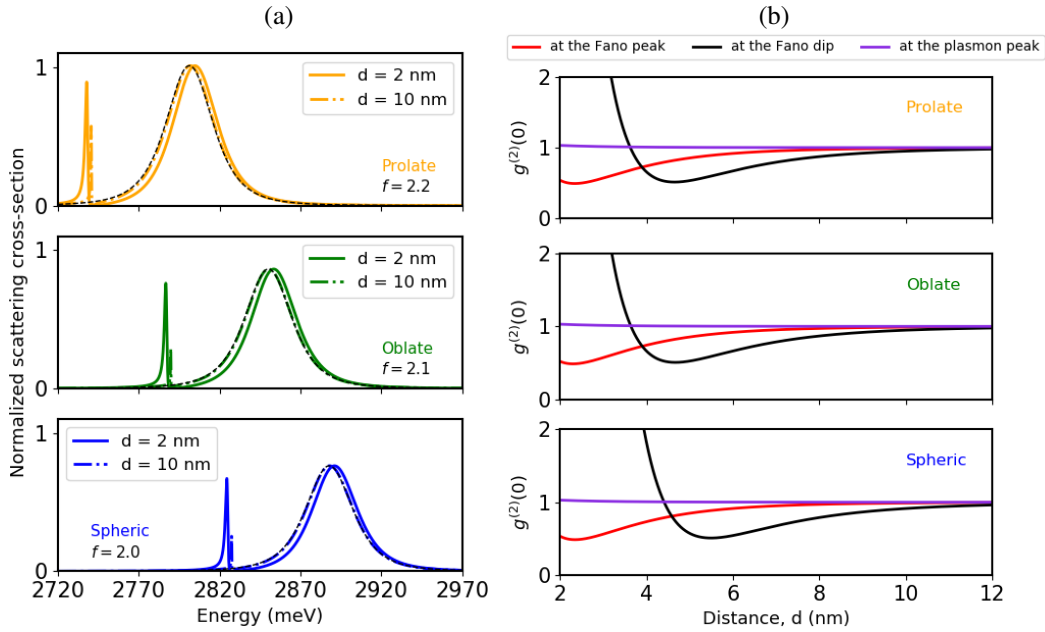 (a)
Normalized scattering cross-section
1
0
d = 2 nm
d = 10 nm
Prolate
f = 2.2
1
0
d = 2 nm
d = 10 nm
Oblate
f = 2.1
1
0
d = 2 nm
d = 10 nm
Spheric
f = 2.0
2720 2770 2820 2870 2920 2970
Energy (meV)
(b)
at the Fano peak at the Fano dip at the plasmon peak
2
1
0
g(2)(0)
Prolate
2
1
0
g(2)(0)
Oblate
2
1
0
g(2)(0)
Spheric
2 4 6 8 10 12
Distance, d (nm)